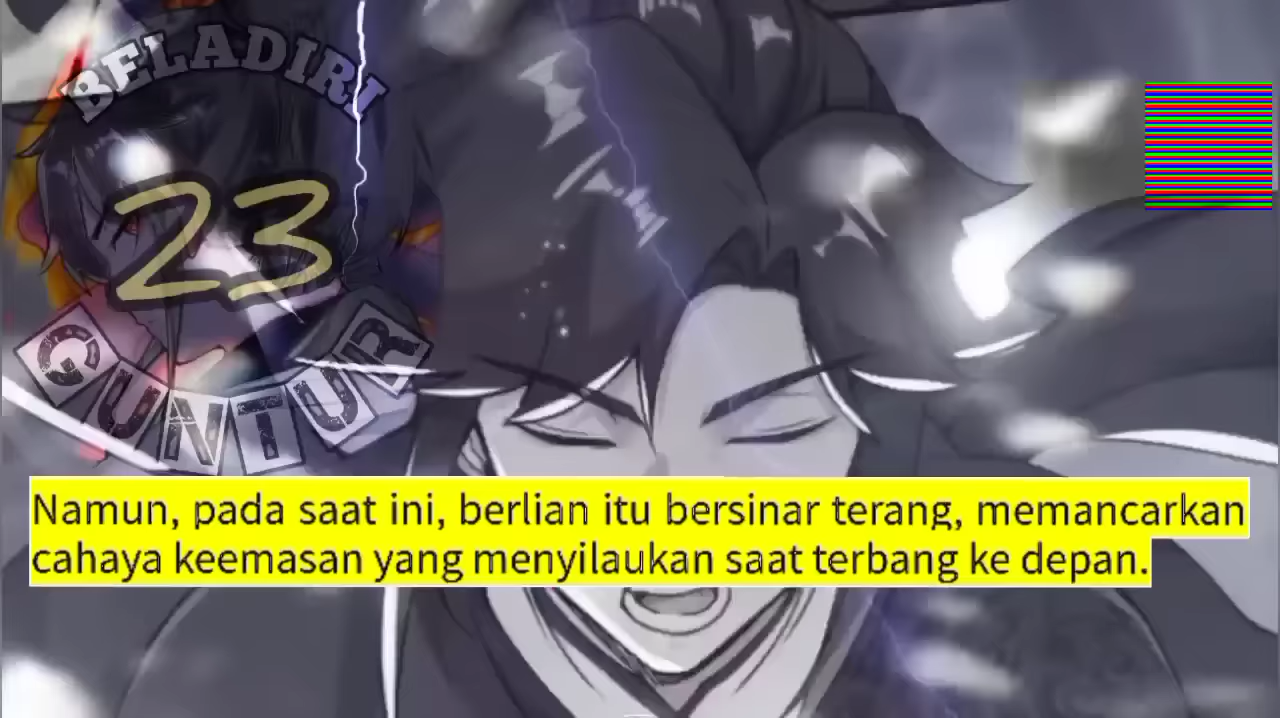 BELADIRI
23
GUNTUR
Namun, pada saat ini, berlian itu bersinar terang, memancarkan
cahaya keemasan yang menyilaukan saat terbang ke depan.